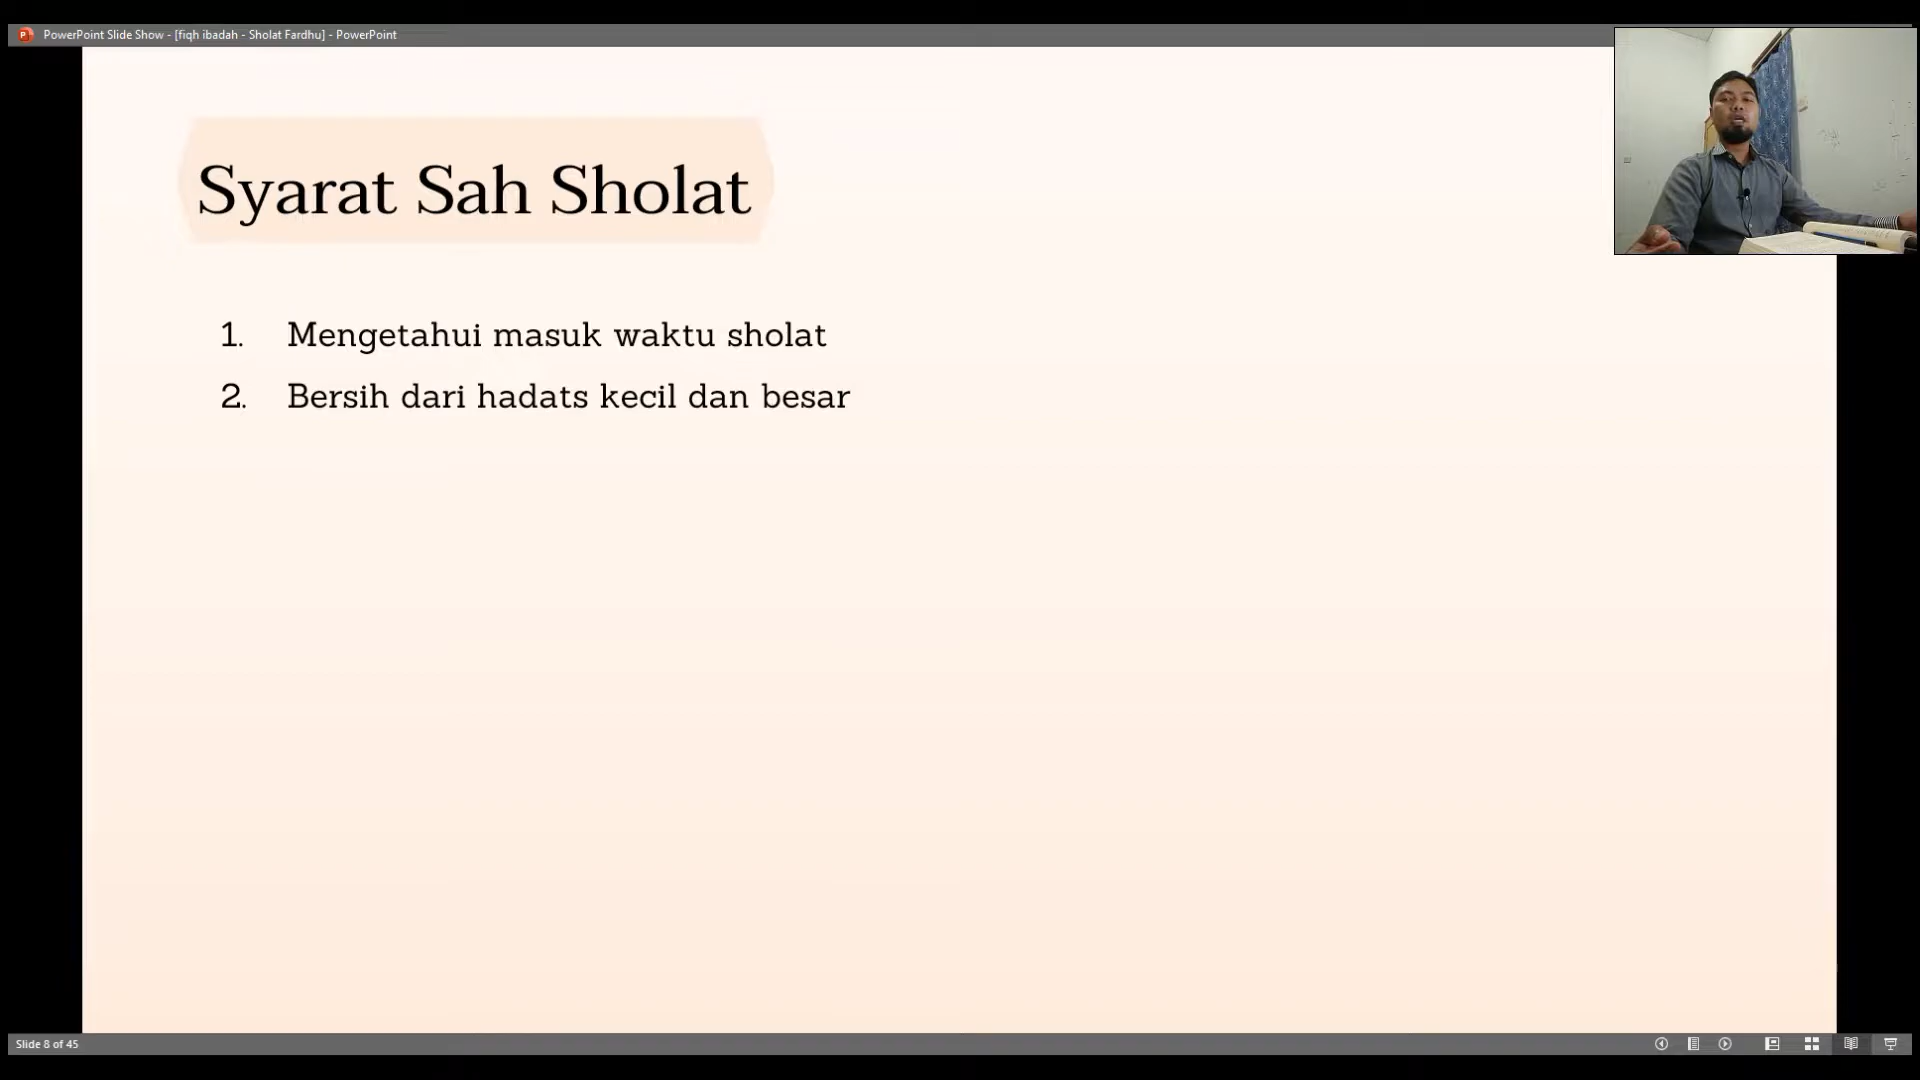 PowerPoint Slide Show - [fiqh ibadah - Sholat Fardhu] - PowerPoint
Syarat Sah Sholat
1. Mengetahui masuk waktu sholat
2. Bersih dari hadats kecil dan besar
Slide 8 of 45